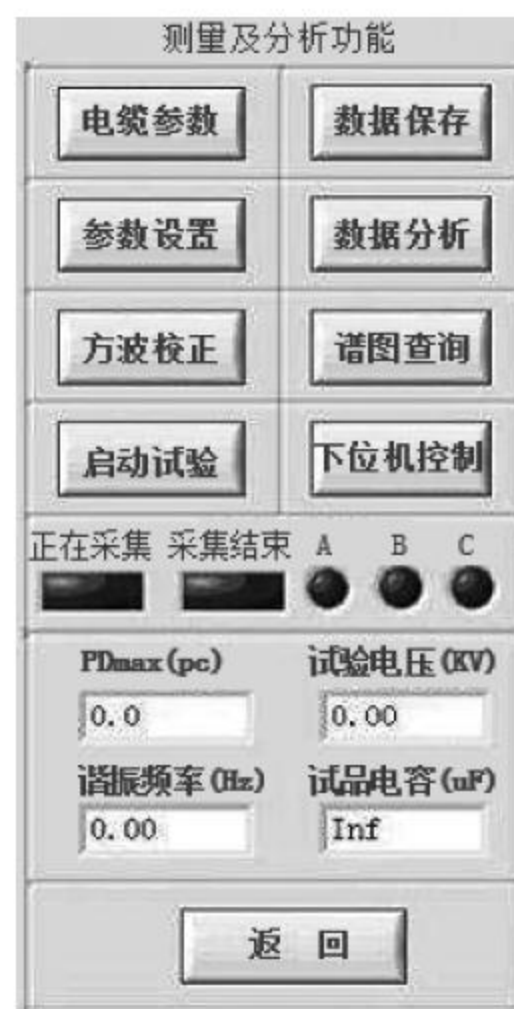 测量及分析功能
电缆参数 数据保存
参数设置 数据分析
方波校正 谱图查询
启动试验 下位机控制
正在采集 采集结束 A B C
PDmax(pc) 试验电压(KV)
0.0 0.00
谐振频率(Hz) 试品电容(uF)
0.00 Inf
返 回